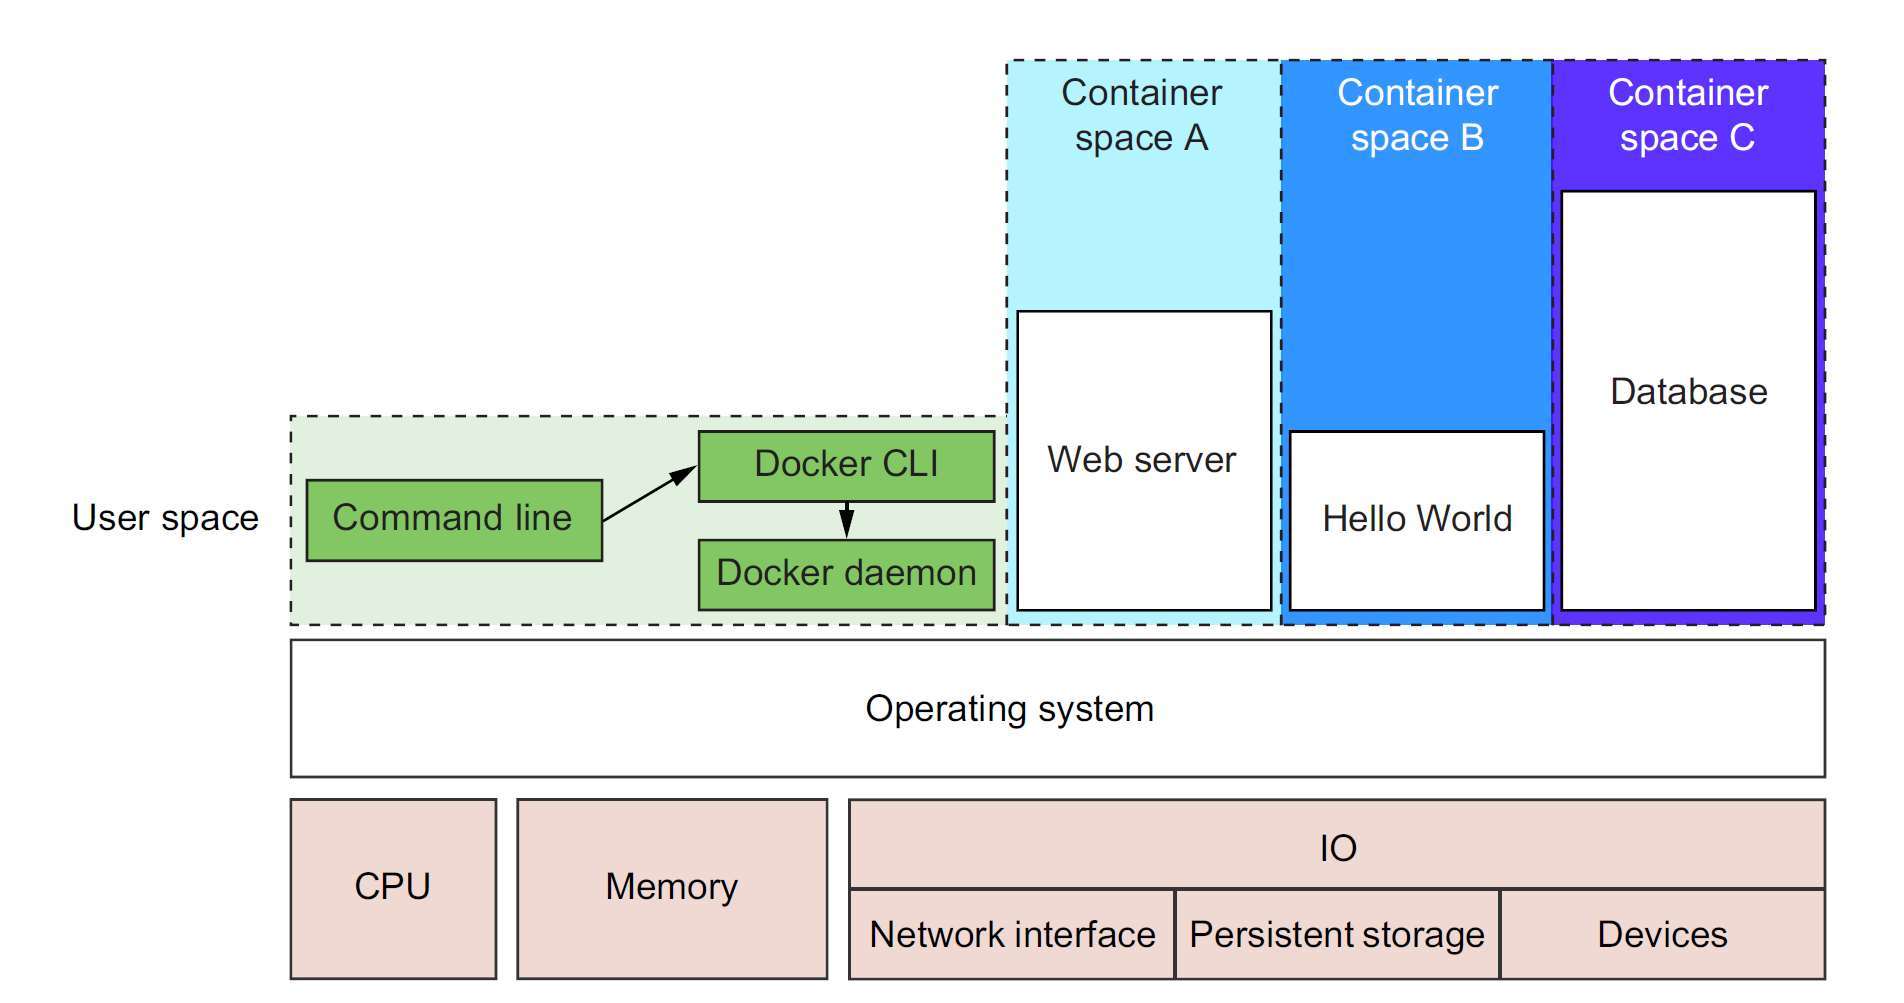 Container
space A
Container
space B
Container
space C
Database
Web server
Docker CLI
User space
Command line
Hello World
Docker daemon
Operating system
IO
CPU
Memory
Network interface
Persistent storage
Devices